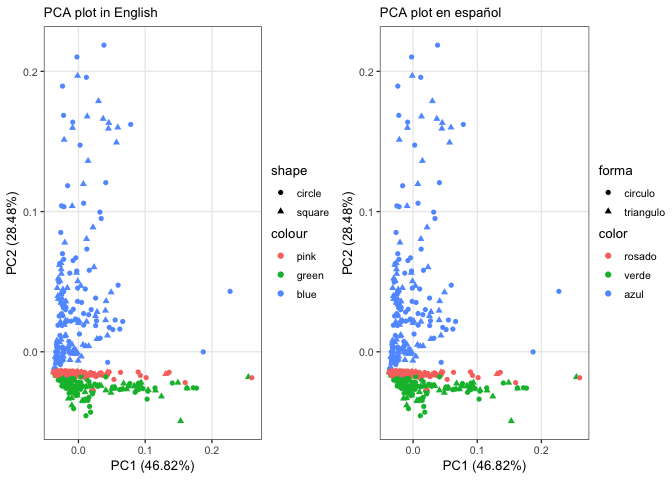 PCA plot in English
PC2 (28.48%)
0.2
0.1
0.0
0.0 0.1 0.2
PC1 (46.82%)
shape
circle
square
colour
pink
green
blue
PCA plot en español
PC2 (28.48%)
0.2
0.1
0.0
0.0 0.1 0.2
PC1 (46.82%)
forma
circulo
triangulo
color
rosado
verde
azul